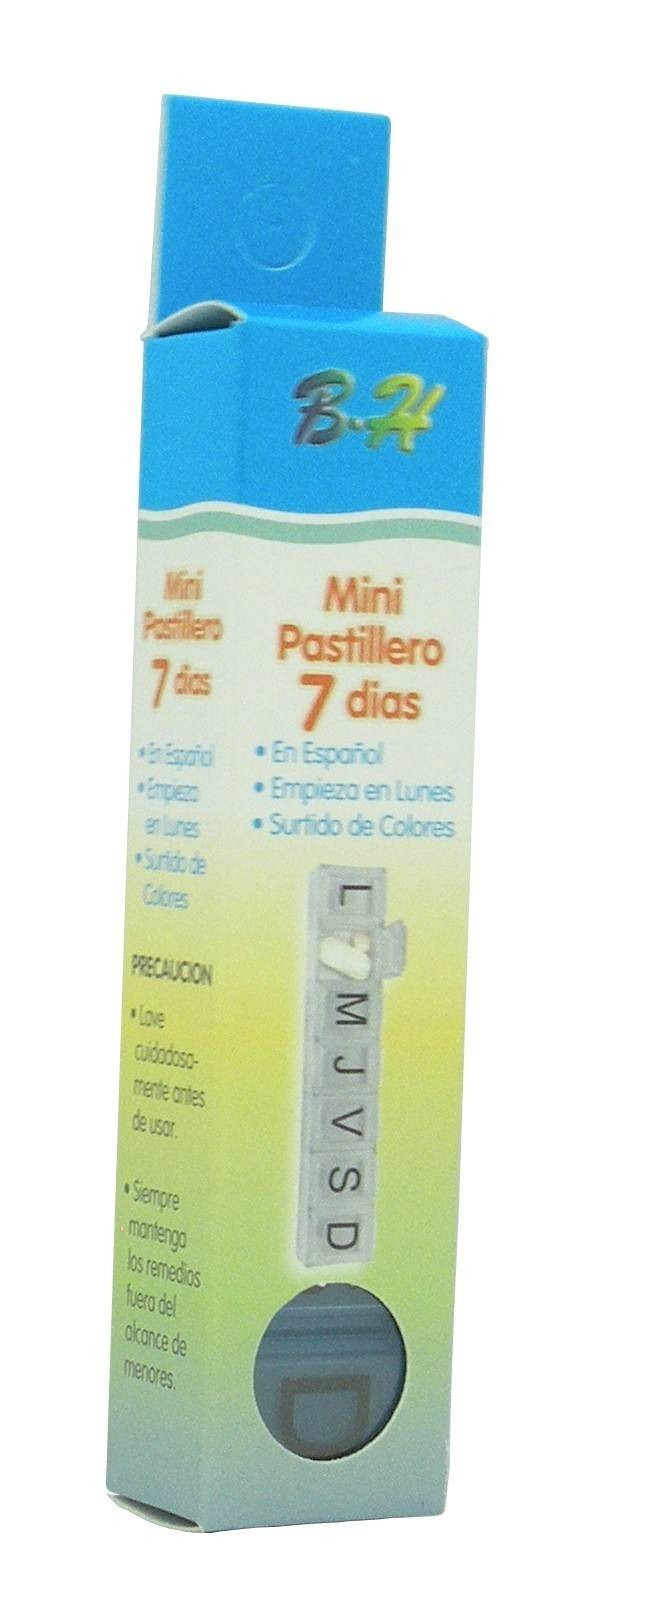 B.H
Mini
Pastillero
7 dias
• En Español
• Empieza en Lunes
• Surtido de Colores
L
M
J
V
S
D
D
Mini
Pastillero
7 dias
• En Español
• Empieza
en Lunes
• Surtido de
Colores
PRECAUCION
• Lave
cuidadosa-
mente antes
de usar.
• Siempre
mantenga
los remedios
fuera del
alcance de
menores.